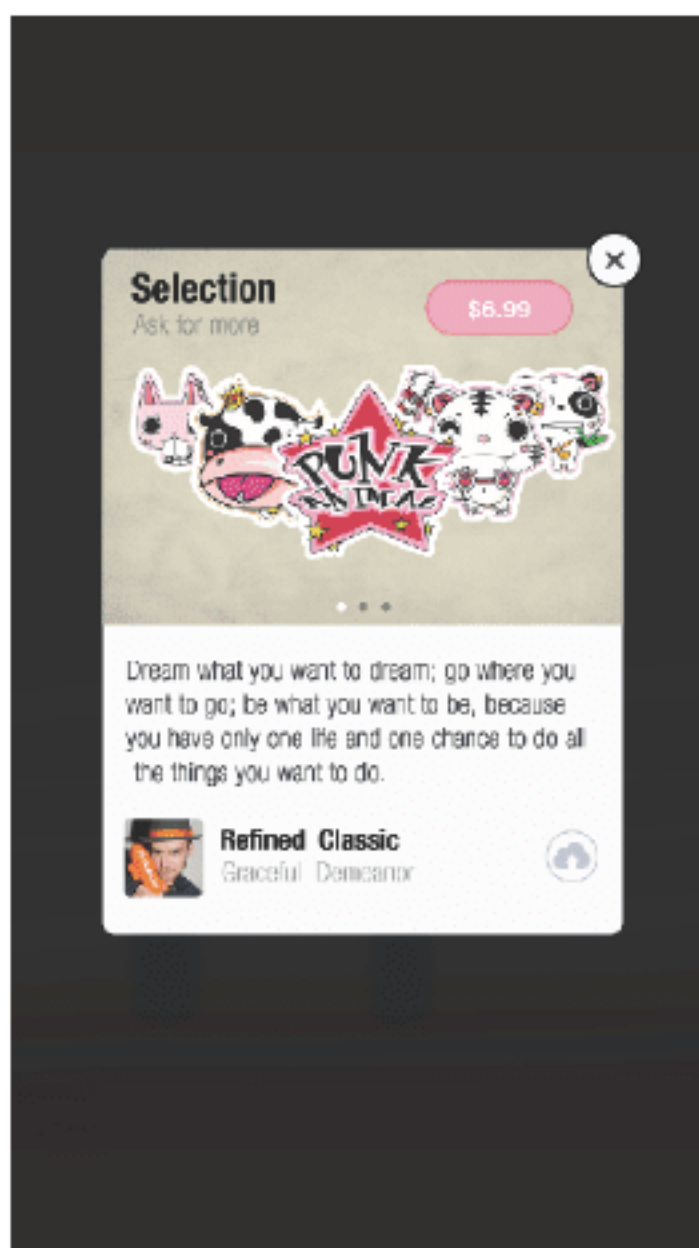 Selection
Ask for more
$6.99
PUNK
ANIMAL
Dream what you want to dream; go where you
want to go; be what you want to be, because
you have only one life and one chance to do all
the things you want to do.
Refined Classic
Graceful Demeanor